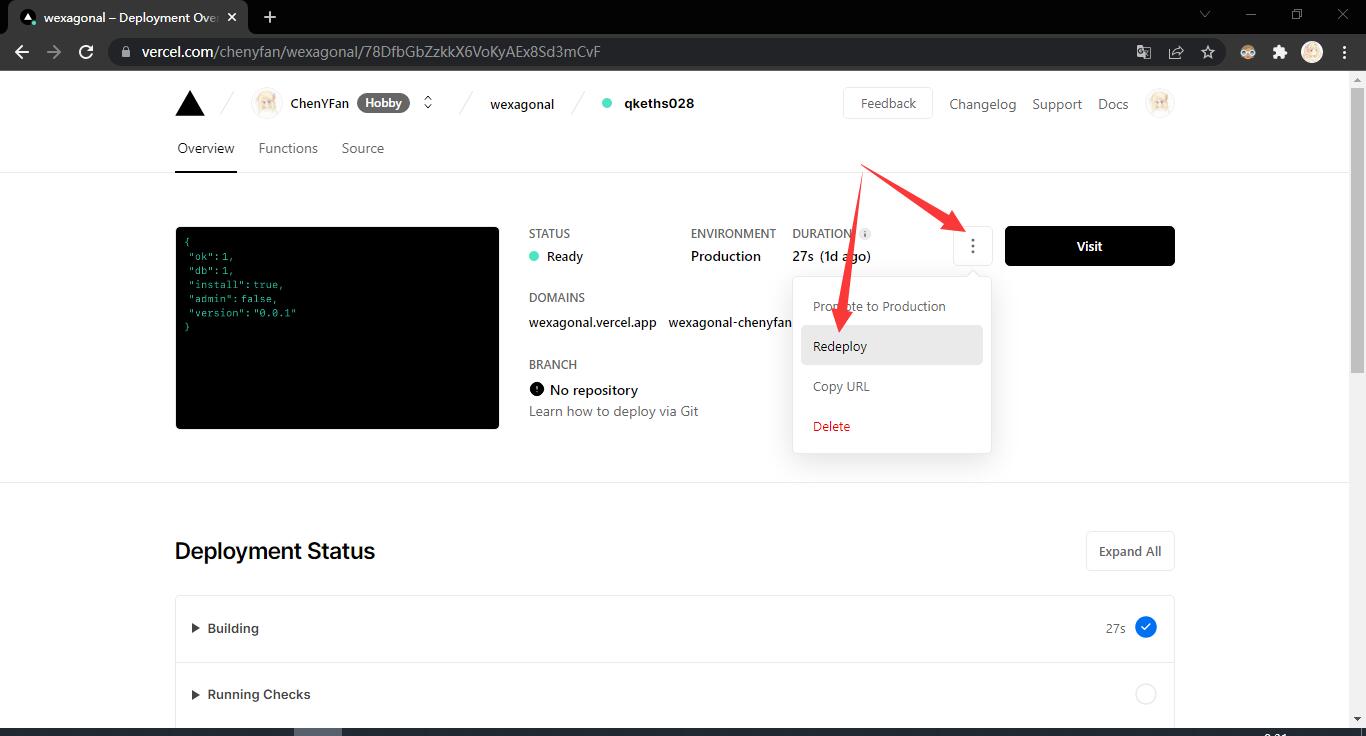 wexagonal – Deployment Over
vercel.com/chenyfan/wexagonal/78DfbGbZzkkX6VoKyAEx8Sd3mCvF
ChenYFan Hobby wexagonal qkeths028 Feedback Changelog Support Docs
Overview Functions Source
{
"ok": 1,
"db": 1,
"install": true,
"admin": false,
"version": "0.0.1"
}
STATUS ENVIRONMENT DURATION
Ready Production 27s (1d ago)
Visit
DOMAINS
wexagonal.vercel.app wexagonal-chenyfan
BRANCH
No repository
Learn how to deploy via Git
Promote to Production
Redeploy
Copy URL
Delete
Deployment Status Expand All
Building 27s
Running Checks